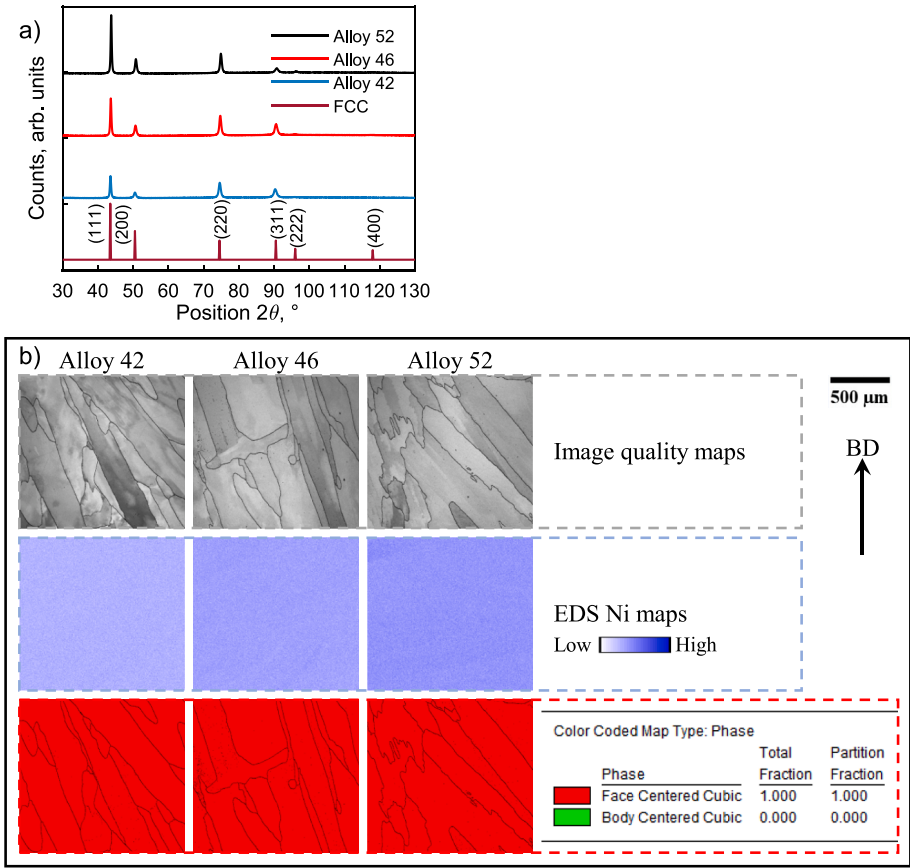 a)
Alloy 52
Alloy 46
Alloy 42
FCC
Counts, arb. units
(111)
(200)
(220)
(311)
(222)
(400)
30 40 50 60 70 80 90 100 110 120 130
Position 2θ, °
b)
Alloy 42 Alloy 46 Alloy 52
500 μm
Image quality maps
BD
EDS Ni maps
Low High
Color Coded Map Type: Phase
Total Partition
Phase Fraction Fraction
Face Centered Cubic 1.000 1.000
Body Centered Cubic 0.000 0.000